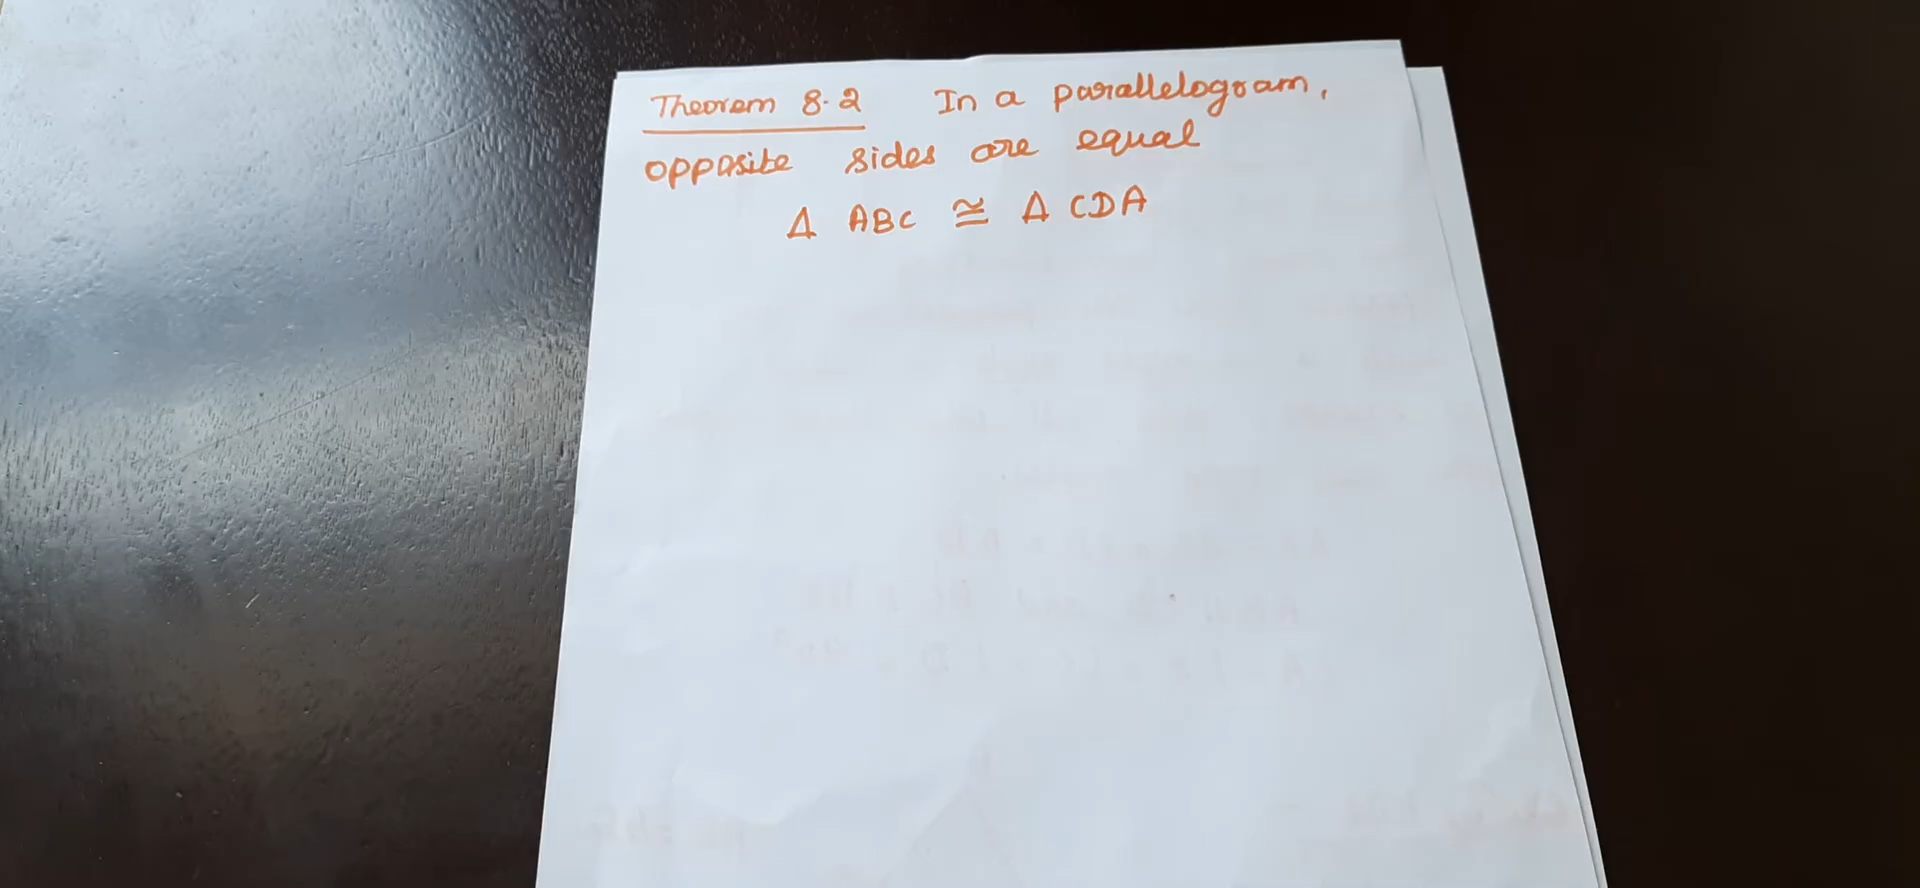 Theorem 8.2 In a parallelogram,
opposite sides are equal
Δ ABC ≅ Δ CDA